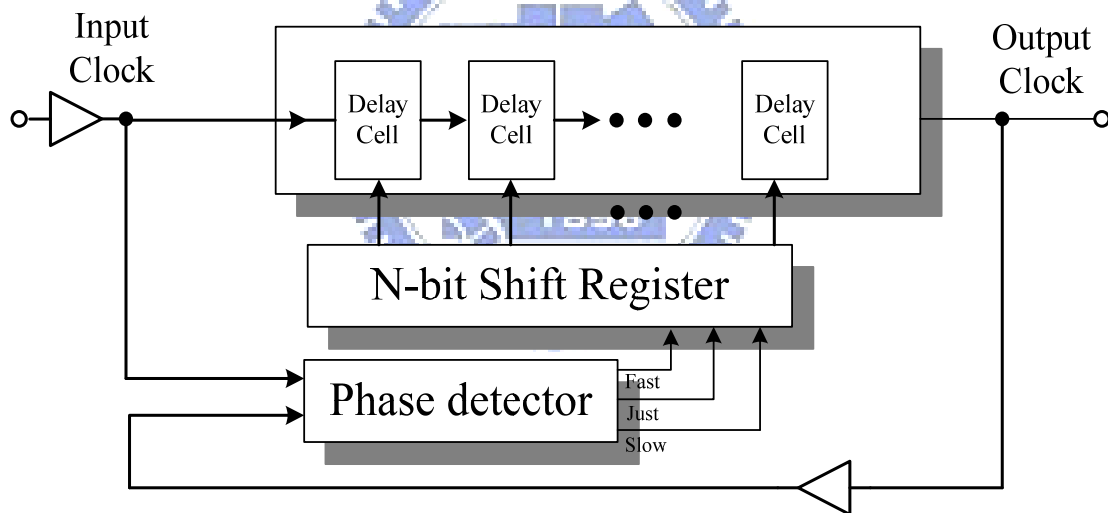 Input
Clock
Output
Clock
Delay
Cell
Delay
Cell
Delay
Cell
N-bit Shift Register
Phase detector
Fast
Just
Slow